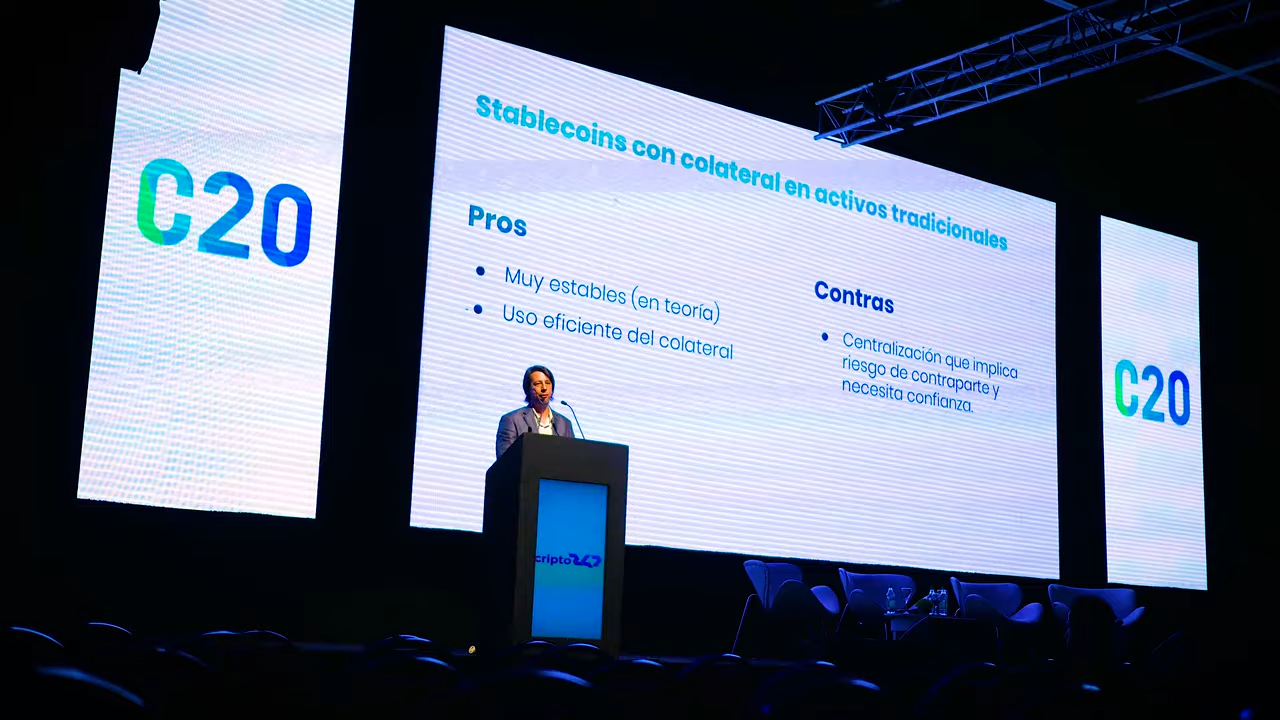 C20
Stablecoins con colateral en activos tradicionales
Pros
Muy estables (en teoría)
Uso eficiente del colateral
Contras
Centralización que implica
riesgo de contraparte y
necesita confianza.
C20
cripto247